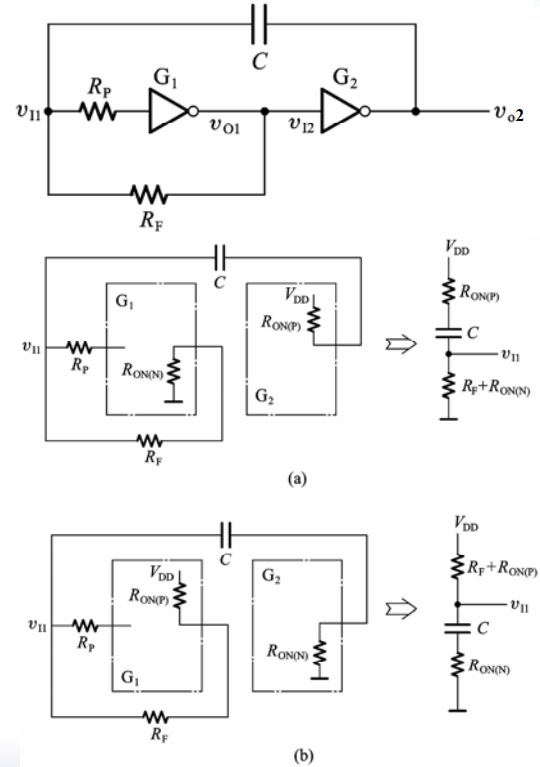 C
R_P
G_1
G_2
v_I1
v_O1
v_I2
v_o2
R_F
C
G_1
V_DD
R_ON(P)
v_I1
R_P
R_ON(N)
G_2
R_F
V_DD
R_ON(P)
C
v_I1
R_F+R_ON(N)
(a)
C
V_DD
R_ON(P)
G_2
v_I1
R_P
R_ON(N)
G_1
R_F
V_DD
R_F+R_ON(P)
v_I1
C
R_ON(N)
(b)